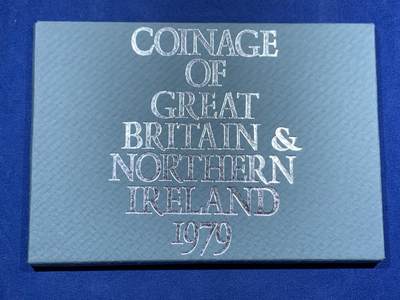 COINAGE
OF
GREAT
BRITAIN &
NORTHERN
IRELAND
1979